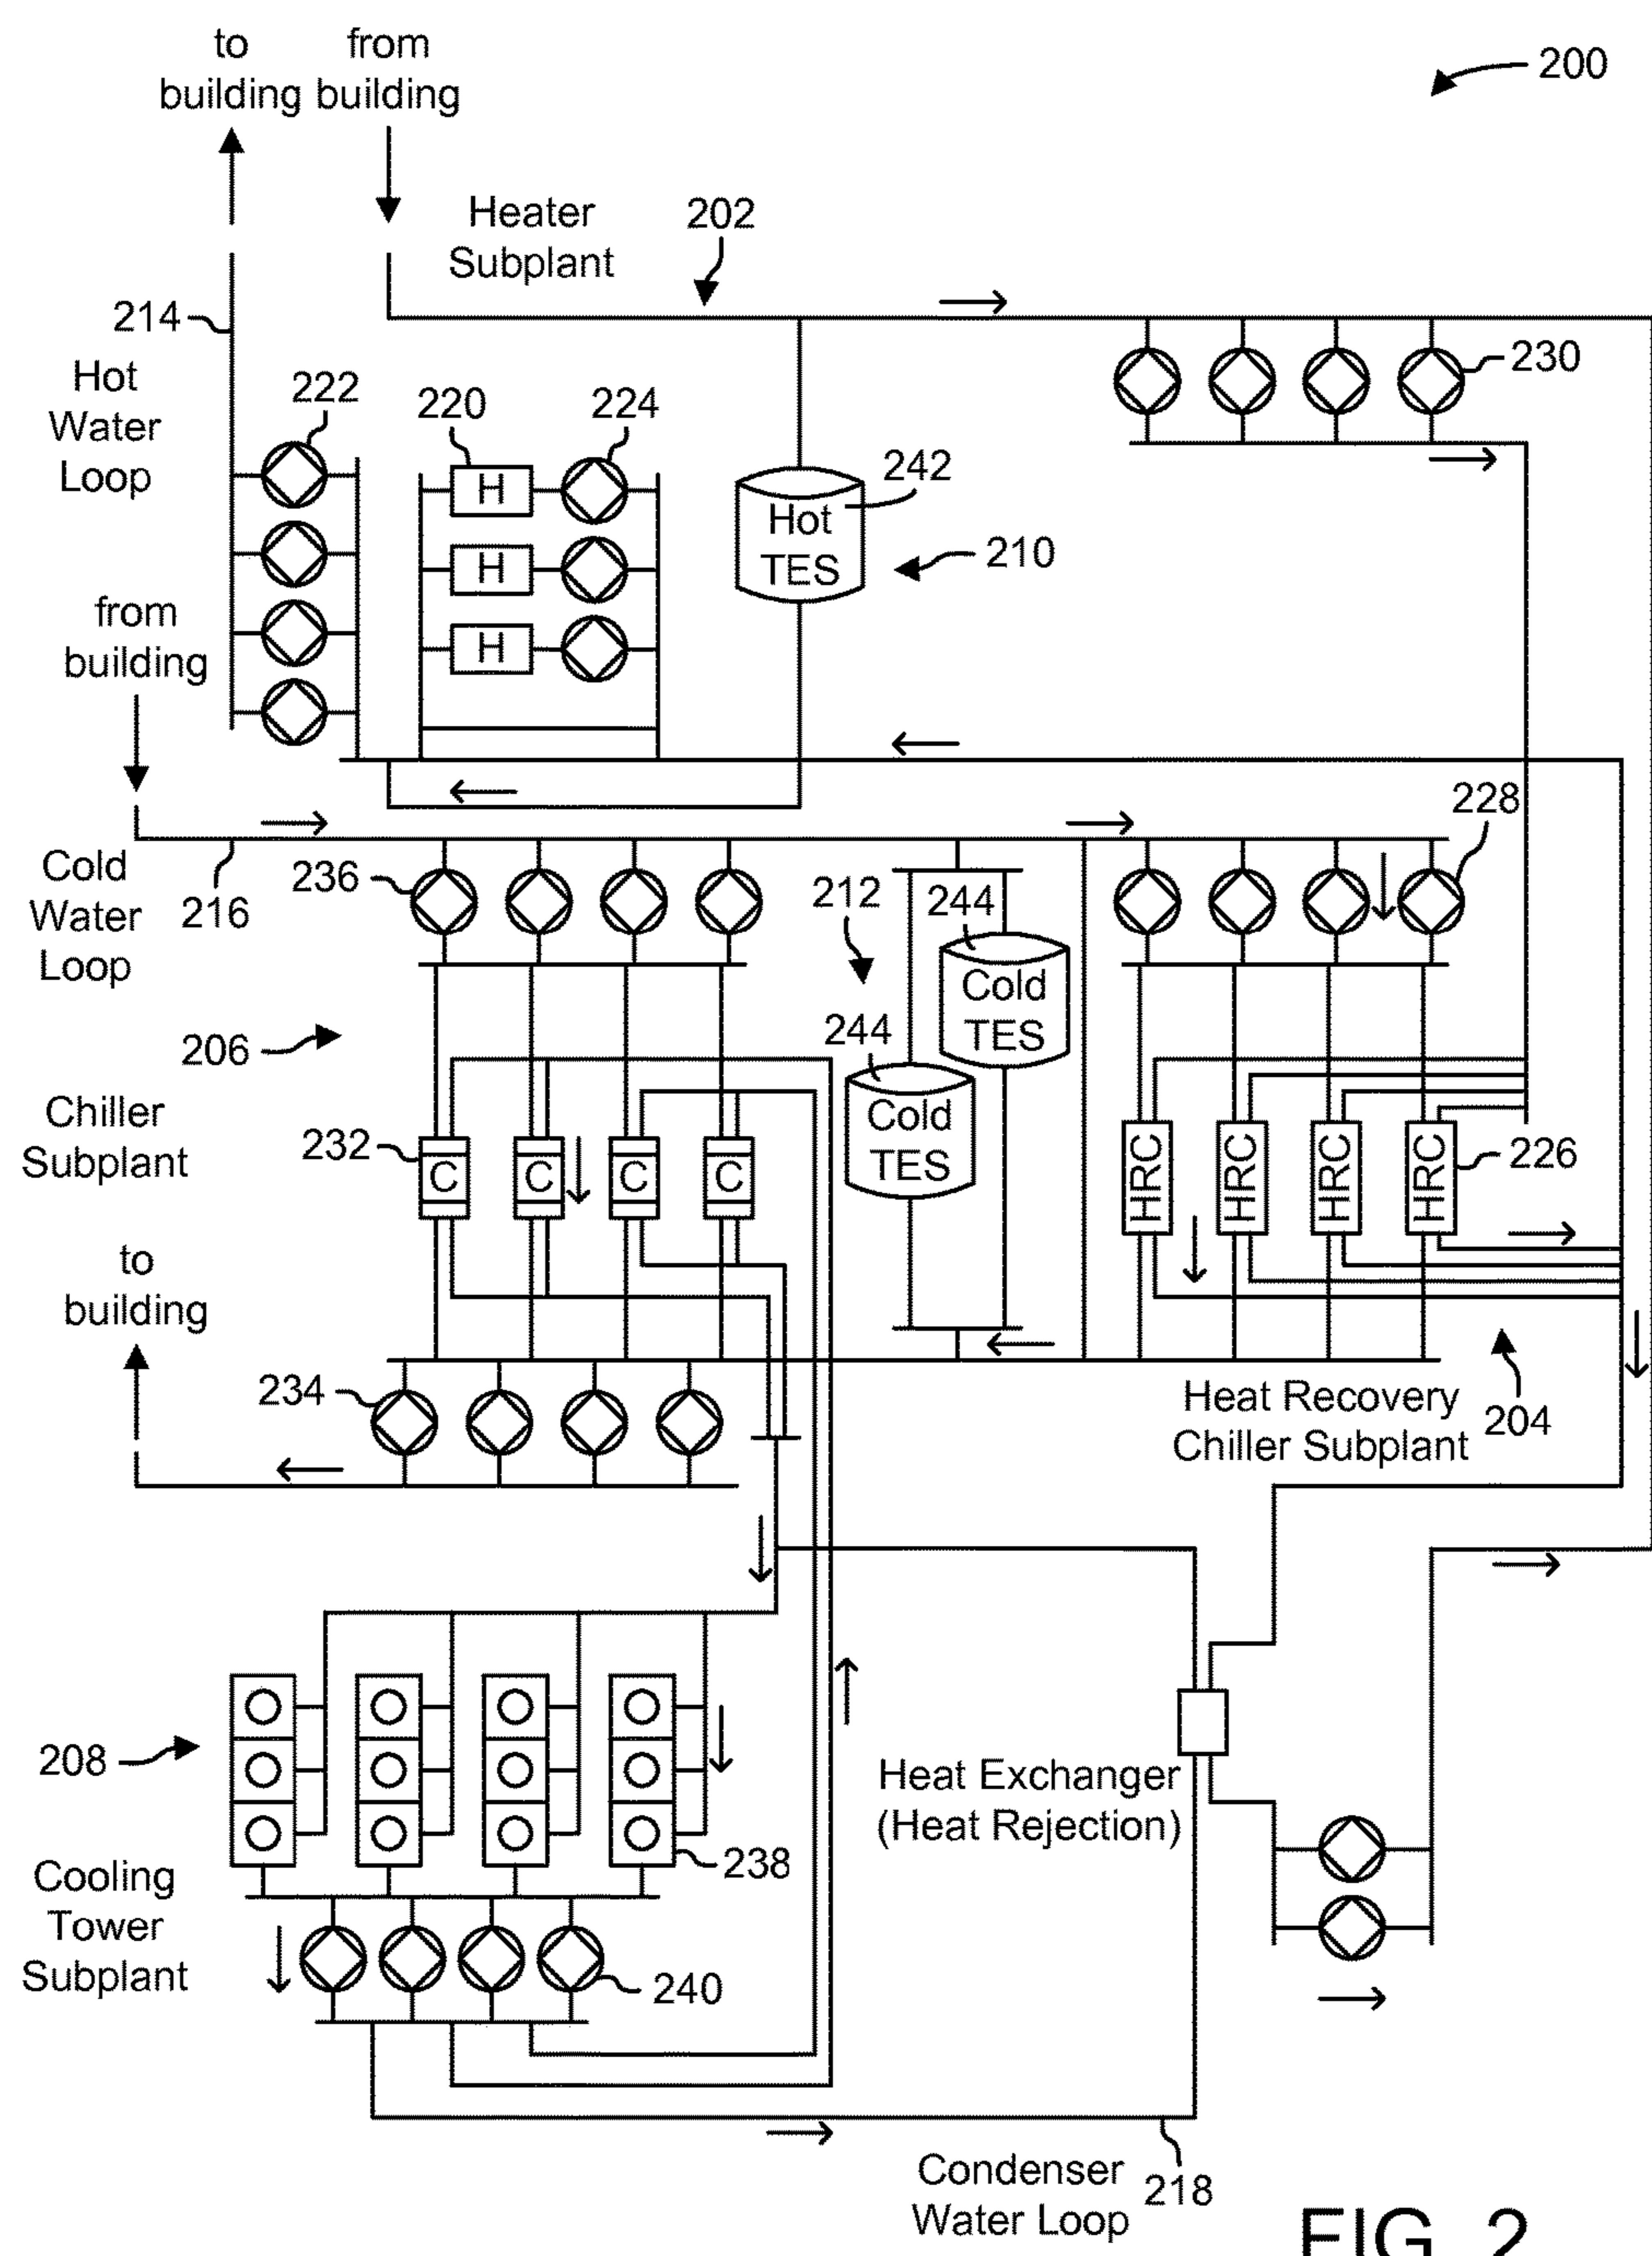 to
building
from
building
200
Heater
Subplant
202
214
Hot
Water
Loop
222
220
224
230
H
H
H
242
Hot
TES
210
from
building
228
Cold
Water
Loop
216
236
212
244
Cold
TES
244
Cold
TES
206
Chiller
Subplant
232
C
C
C
C
HRC
HRC
HRC
HRC
226
to
building
234
Heat Recovery
Chiller Subplant
204
208
Heat Exchanger
(Heat Rejection)
238
Cooling
Tower
Subplant
240
Condenser
Water Loop
218
FIG. 2